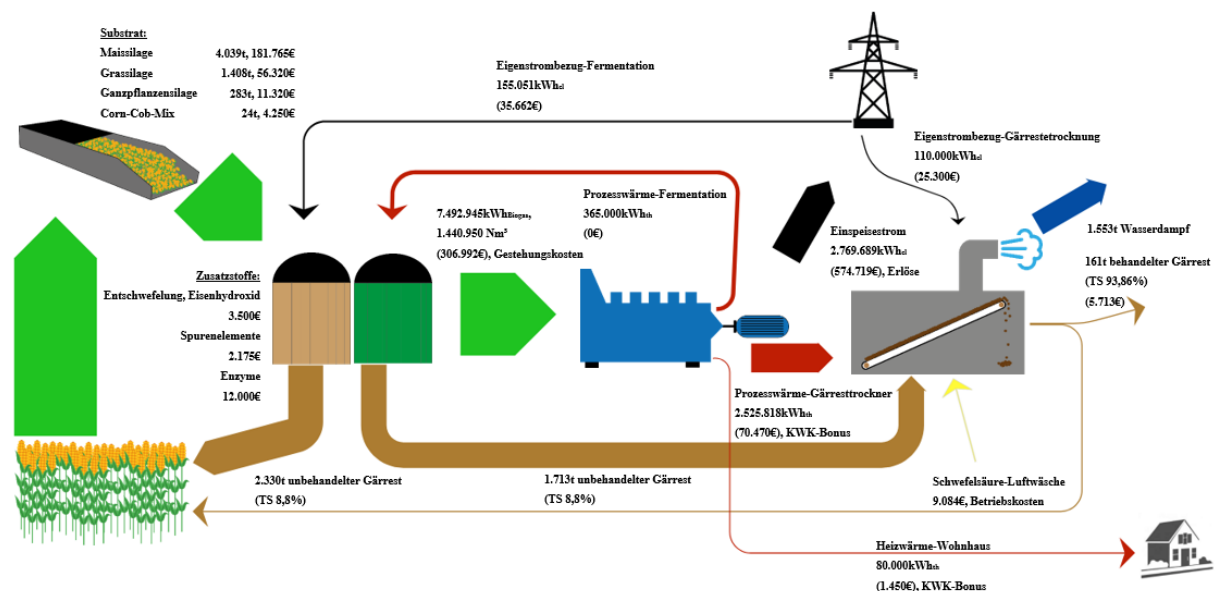 Substrat:
Maissilage 4.039t, 181.765€
Grassilage 1.408t, 56.320€
Ganzpflanzensilage 283t, 11.320€
Corn-Cob-Mix 24t, 4.250€
Eigenstrombezug-Fermentation
155.051kWhel
(35.662€)
Eigenstrombezug-Gärrestetrocknung
110.000kWhel
(25.300€)
7.492.945kWhBiogas,
1.440.950 Nm³
(306.992€), Gestehungskosten
Prozesswärme-Fermentation
365.000kWhth
(0€)
Einspeisestrom
2.769.689kWhel
(574.719€), Erlöse
1.553t Wasserdampf
161t behandelter Gärrest
(TS 93,86%)
(5.713€)
Zusatzstoffe:
Entschwefelung, Eisenhydroxid
3.500€
Spurenelemente
2.175€
Enzyme
12.000€
Prozesswärme-Gärresttrockner
2.525.818kWhth
(70.470€), KWK-Bonus
2.330t unbehandelter Gärrest
(TS 8,8%)
1.713t unbehandelter Gärrest
(TS 8,8%)
Schwefelsäure-Luftwäsche
9.084€, Betriebskosten
Heizwärme-Wohnhaus
80.000kWhth
(1.450€), KWK-Bonus